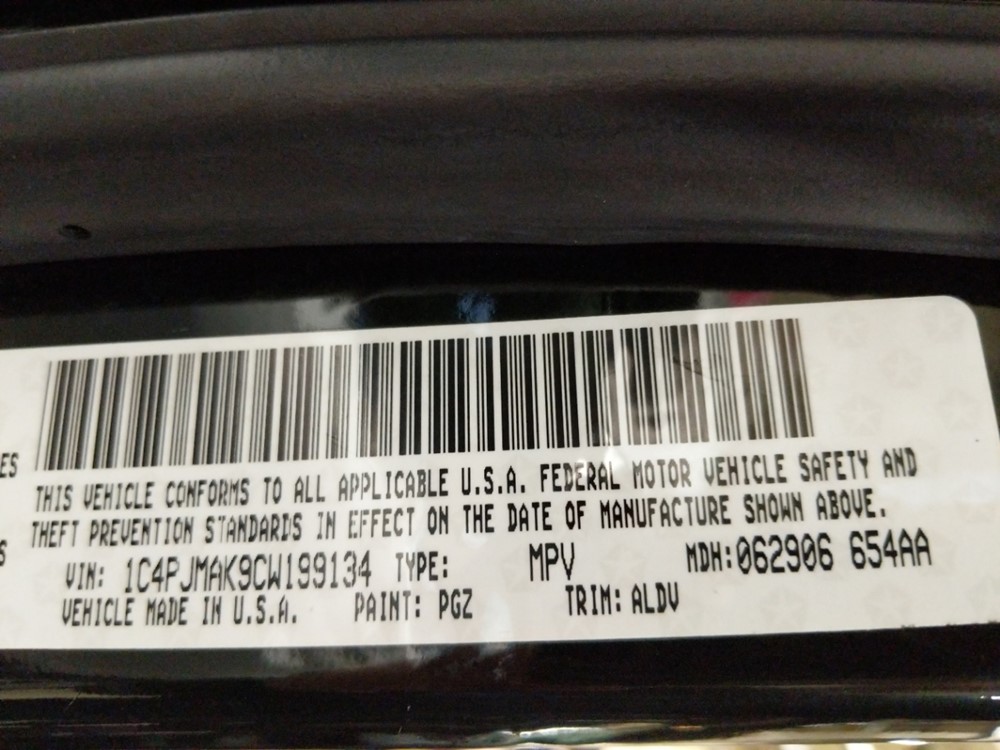 ES
THIS VEHICLE CONFORMS TO ALL APPLICABLE U.S.A. FEDERAL MOTOR VEHICLE SAFETY AND
THEFT PREVENTION STANDARDS IN EFFECT ON THE DATE OF MANUFACTURE SHOWN ABOVE.
S
VIN: 1C4PJMAK9CW199134 TYPE: MPV MDH:062906 654AA
VEHICLE MADE IN U.S.A. PAINT: PGZ TRIM: ALDV